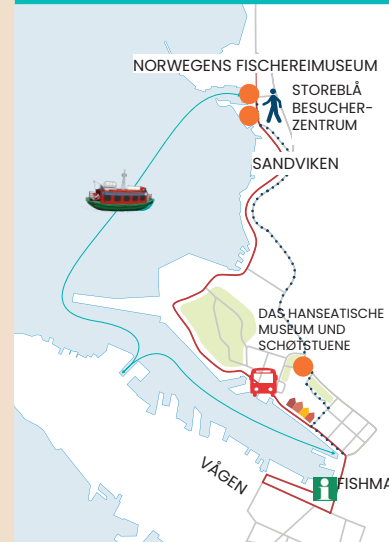 NORWEGENS FISCHEREIMUSEUM
STOREBLÅ
BESUCHER-
ZENTRUM
SANDVIKEN
DAS HANSEATISCHE
MUSEUM UND
SCHØTSTUENE
VÅGEN
FISHMA